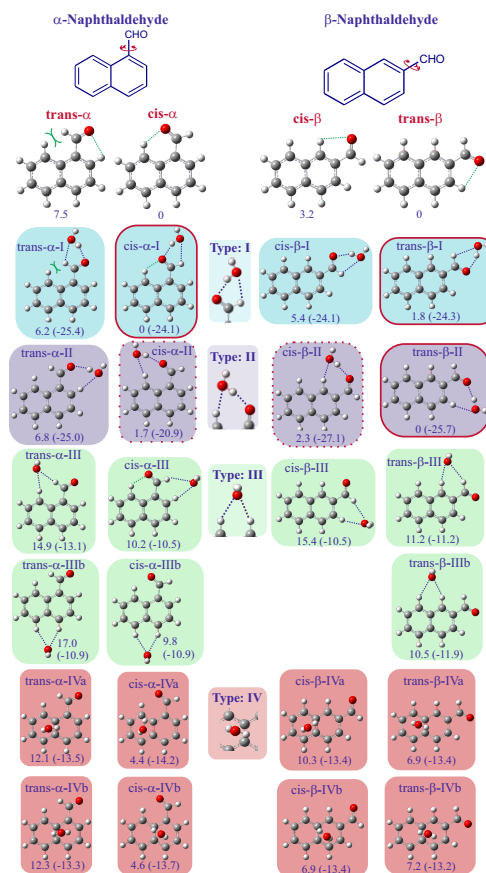 α-Naphthaldehyde
β-Naphthaldehyde
CHO
CHO
trans-α
cis-α
cis-β
trans-β
7.5
0
3.2
0
trans-α-I
cis-α-I
Type: I
cis-β-I
trans-β-I
6.2 (-25.4)
0 (-24.1)
5.4 (-24.1)
1.8 (-24.3)
trans-α-II
cis-α-II
Type: II
cis-β-II
trans-β-II
6.8 (-25.0)
1.7 (-20.9)
2.3 (-27.1)
0 (-25.7)
trans-α-III
cis-α-III
Type: III
cis-β-III
trans-β-III
14.9 (-13.1)
10.2 (-10.5)
15.4 (-10.5)
11.2 (-11.2)
trans-α-IIIb
cis-α-IIIb
trans-β-IIIb
17.0
(-10.9)
9.8
(-10.9)
10.5 (-11.9)
trans-α-IVa
cis-α-IVa
Type: IV
cis-β-IVa
trans-β-IVa
12.1 (-13.5)
4.4 (-14.2)
10.3 (-13.4)
6.9 (-13.4)
trans-α-IVb
cis-α-IVb
cis-β-IVb
trans-β-IVb
12.3 (-13.3)
4.6 (-13.7)
6.9 (-13.4)
7.2 (-13.2)